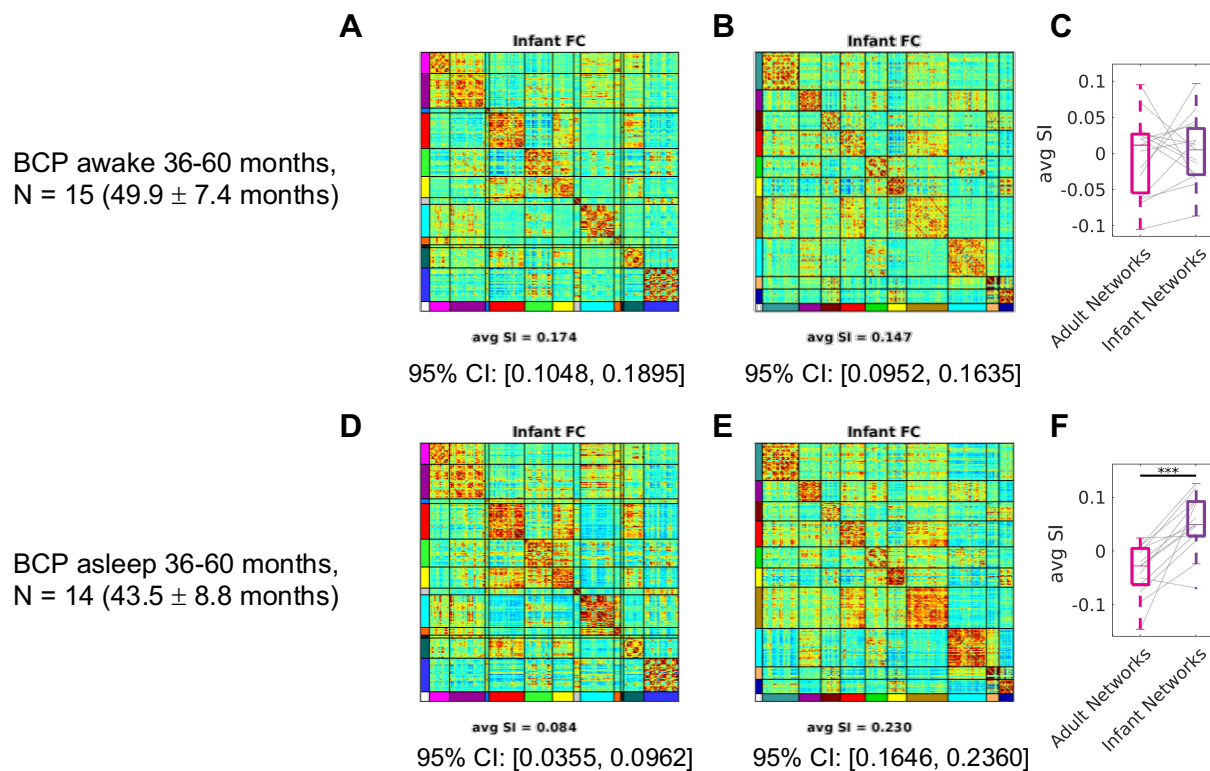 A
B
C
Infant FC
Infant FC
BCP awake 36-60 months,
N = 15 (49.9 ± 7.4 months)
avg SI = 0.174
avg SI = 0.147
95% CI: [0.1048, 0.1895]
95% CI: [0.0952, 0.1635]
avg SI
0.1
0.05
0
-0.05
-0.1
Adult Networks
Infant Networks
D
E
F
Infant FC
Infant FC
BCP asleep 36-60 months,
N = 14 (43.5 ± 8.8 months)
avg SI = 0.084
avg SI = 0.230
95% CI: [0.0355, 0.0962]
95% CI: [0.1646, 0.2360]
***
avg SI
0.1
0
-0.1
Adult Networks
Infant Networks